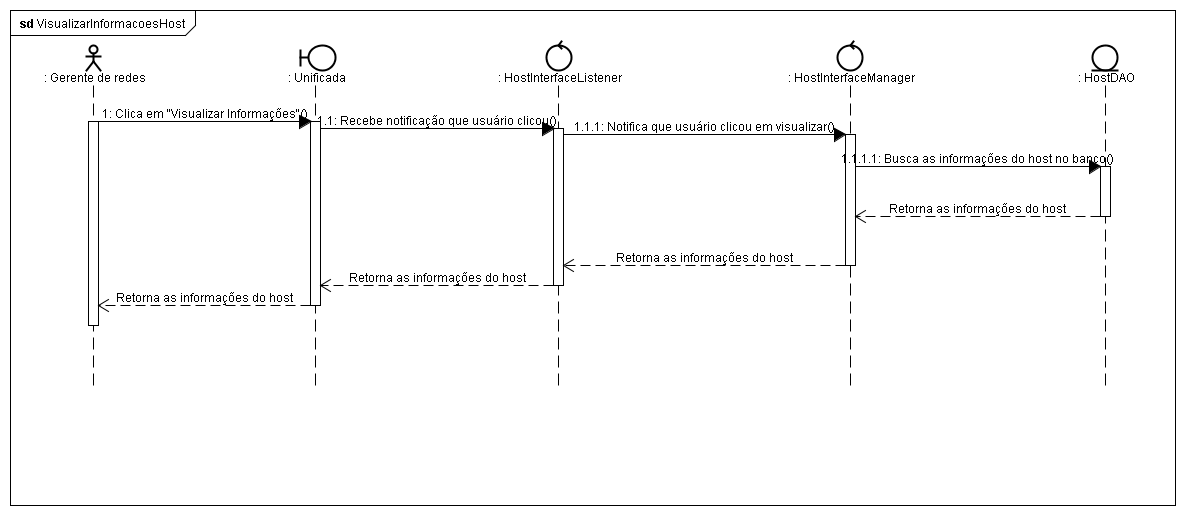 sd VisualizarInformacoesHost
: Gerente de redes
: Unificada
: HostInterfaceListener
: HostInterfaceManager
: HostDAO
1: Clica em "Visualizar Informações"()
1.1: Recebe notificação que usuário clicou()
1.1.1: Notifica que usuário clicou em visualizar()
1.1.1.1: Busca as informações do host no banco()
Retorna as informações do host
Retorna as informações do host
Retorna as informações do host
Retorna as informações do host